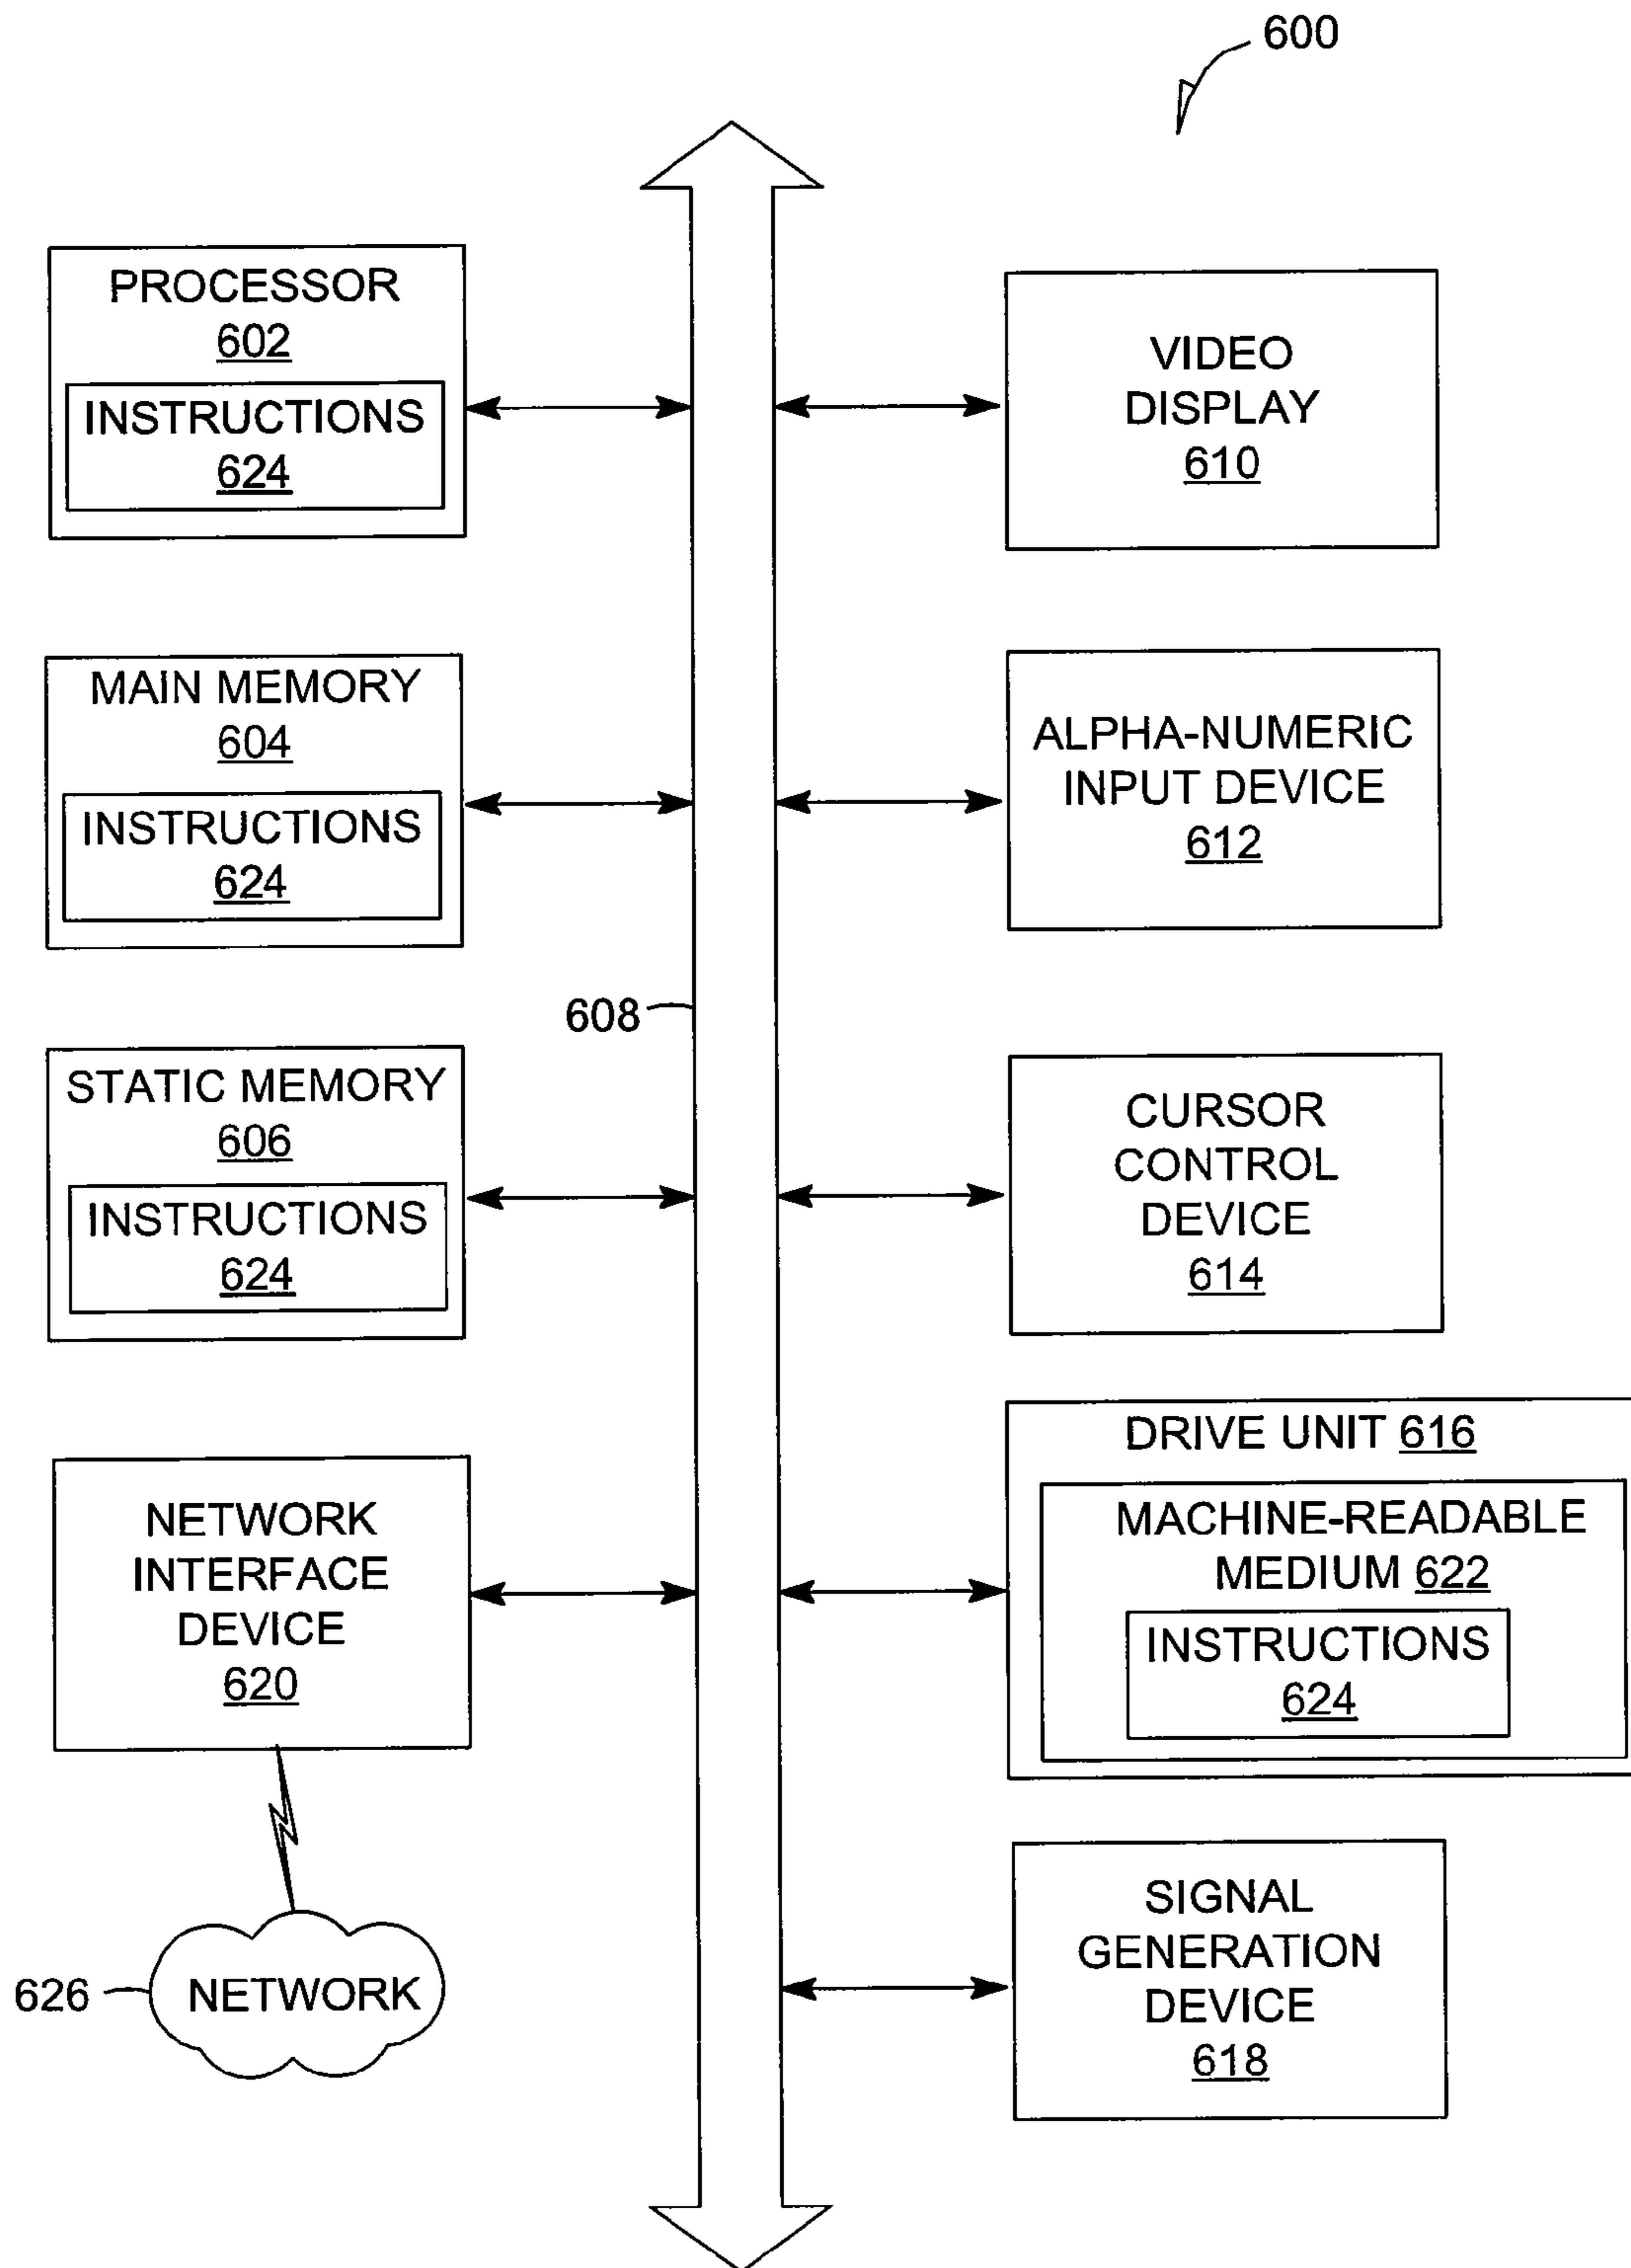 600
PROCESSOR
602
INSTRUCTIONS
624
MAIN MEMORY
604
INSTRUCTIONS
624
608
STATIC MEMORY
606
INSTRUCTIONS
624
NETWORK
INTERFACE
DEVICE
620
626
NETWORK
VIDEO
DISPLAY
610
ALPHA-NUMERIC
INPUT DEVICE
612
CURSOR
CONTROL
DEVICE
614
DRIVE UNIT 616
MACHINE-READABLE
MEDIUM 622
INSTRUCTIONS
624
SIGNAL
GENERATION
DEVICE
618